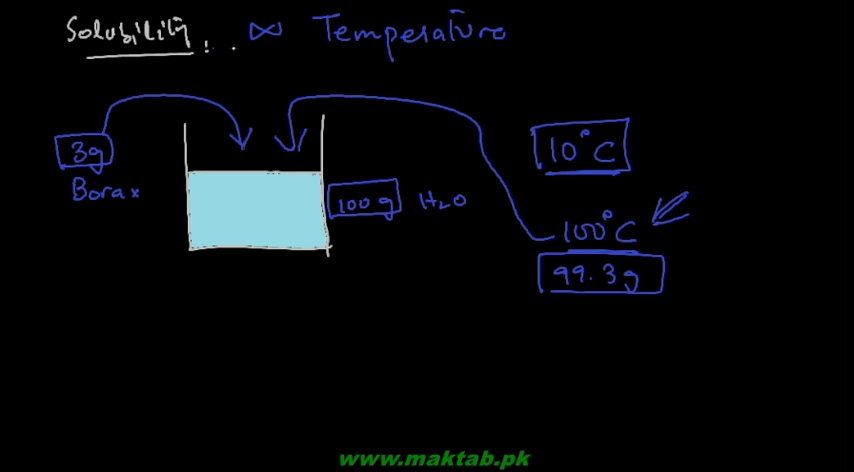 Solubility ∝ Temperature
3g
Borax
100 g H2O
10°C
100°C
99.3g
www.maktab.pk